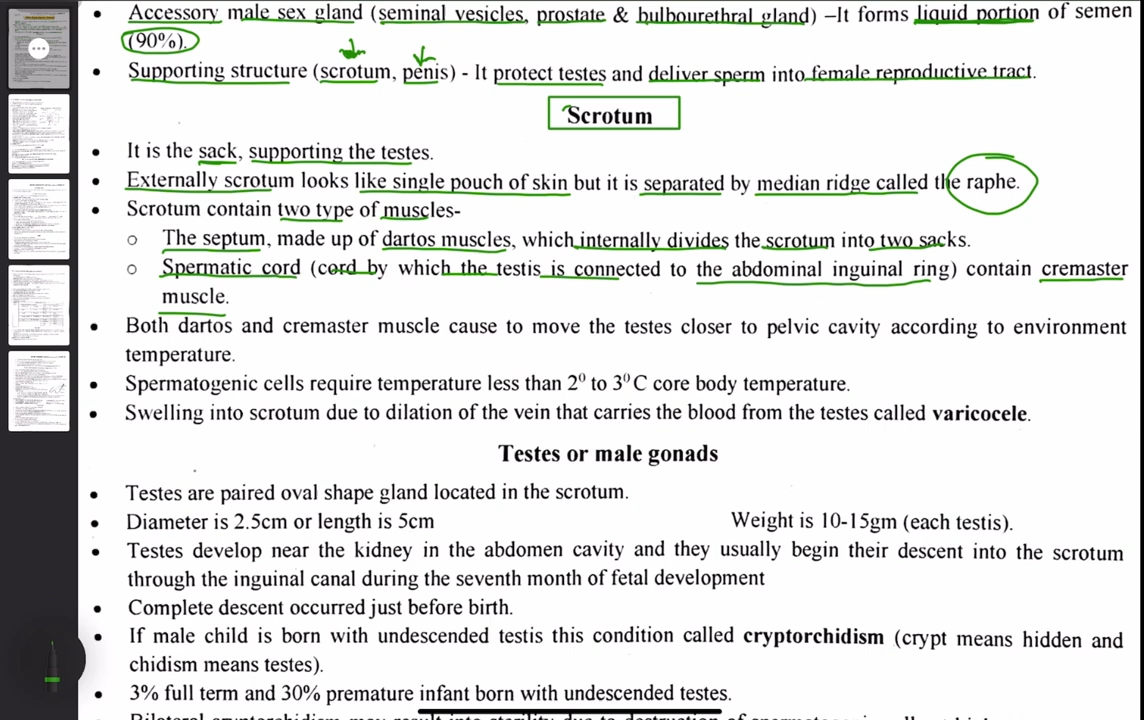 • Accessory male sex gland (seminal vesicles, prostate & bulbourethral gland) –It forms liquid portion of semen
(90%).
• Supporting structure (scrotum, penis) - It protect testes and deliver sperm into female reproductive tract.
Scrotum
• It is the sack, supporting the testes.
• Externally scrotum looks like single pouch of skin but it is separated by median ridge called the raphe.
• Scrotum contain two type of muscles-
o The septum, made up of dartos muscles, which internally divides the scrotum into two sacks.
o Spermatic cord (cord by which the testis is connected to the abdominal inguinal ring) contain cremaster
muscle.
• Both dartos and cremaster muscle cause to move the testes closer to pelvic cavity according to environment
temperature.
• Spermatogenic cells require temperature less than 2⁰ to 3⁰C core body temperature.
• Swelling into scrotum due to dilation of the vein that carries the blood from the testes called varicocele.
Testes or male gonads
• Testes are paired oval shape gland located in the scrotum.
• Diameter is 2.5cm or length is 5cm Weight is 10-15gm (each testis).
• Testes develop near the kidney in the abdomen cavity and they usually begin their descent into the scrotum
through the inguinal canal during the seventh month of fetal development
• Complete descent occurred just before birth.
• If male child is born with undescended testis this condition called cryptorchidism (crypt means hidden and
chidism means testes).
• 3% full term and 30% premature infant born with undescended testes.